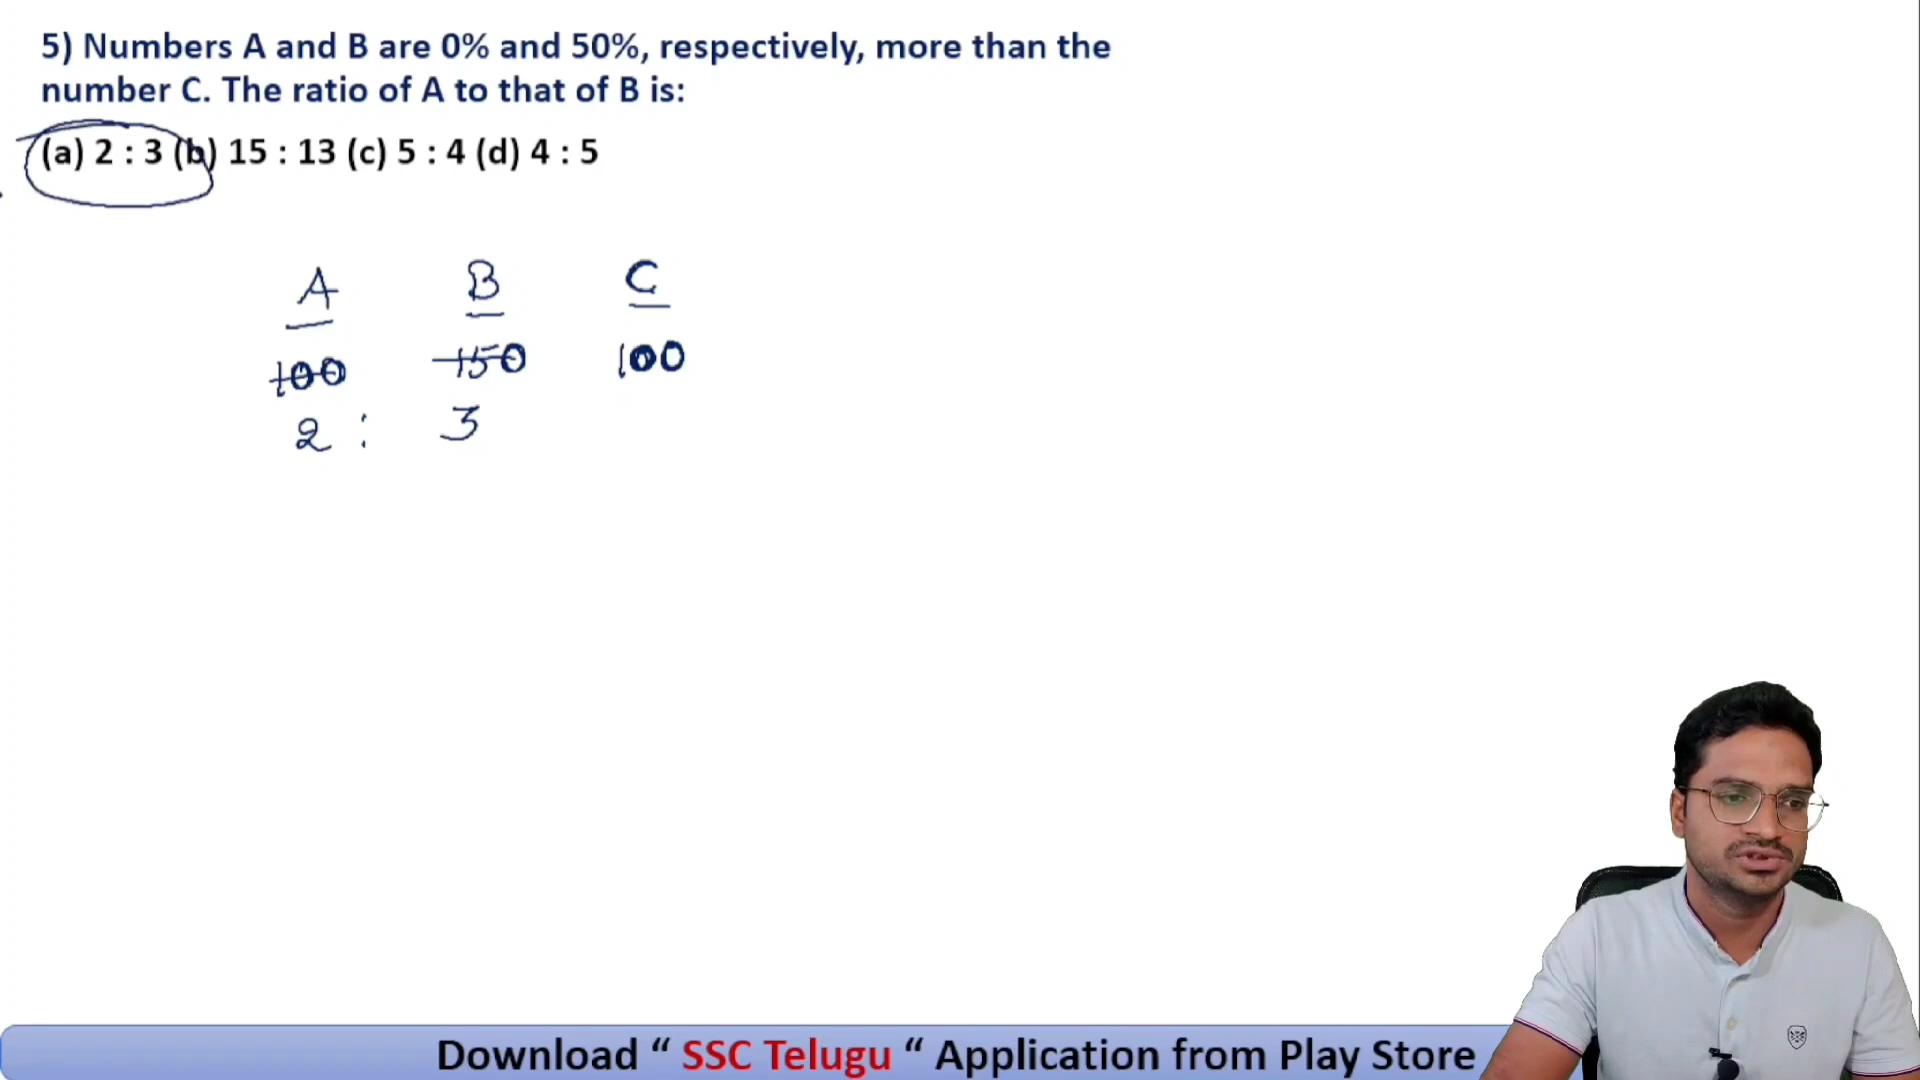 5) Numbers A and B are 0% and 50%, respectively, more than the
number C. The ratio of A to that of B is:
(a) 2 : 3 (b) 15 : 13 (c) 5 : 4 (d) 4 : 5
A B C
100 150 100
2 : 3
Download “ SSC Telugu “ Application from Play Store